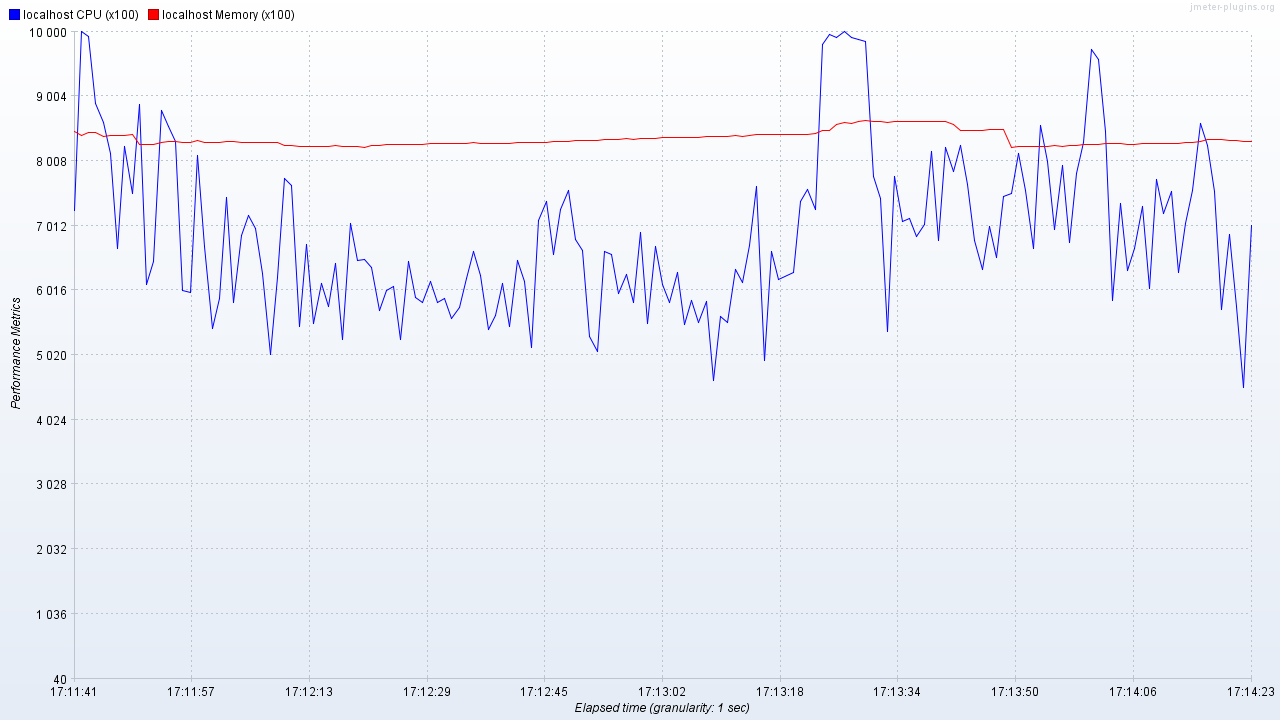 localhost CPU (x100) localhost Memory (x100)
jmeter-plugins.org
10 000
9 004
8 008
7 012
6 016
5 020
4 024
3 028
2 032
1 036
40
Performance Metrics
17:11:41 17:11:57 17:12:13 17:12:29 17:12:45 17:13:02 17:13:18 17:13:34 17:13:50 17:14:06 17:14:23
Elapsed time (granularity: 1 sec)